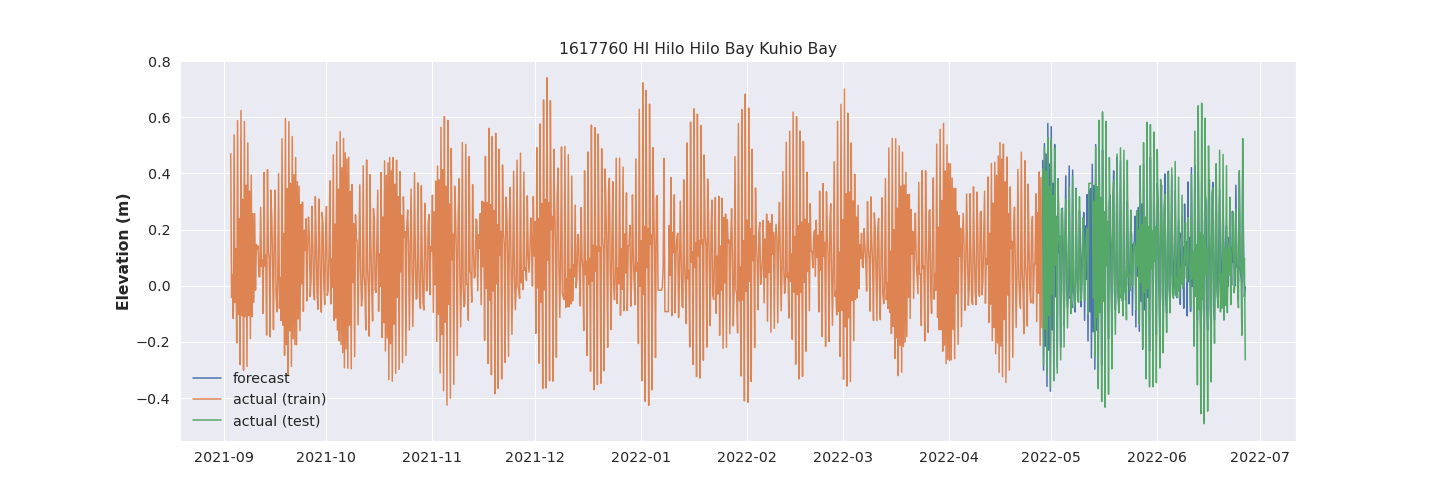 1617760 HI Hilo Hilo Bay Kuhio Bay
Elevation (m)
0.8
0.6
0.4
0.2
0.0
−0.2
−0.4
forecast
actual (train)
actual (test)
2021-09 2021-10 2021-11 2021-12 2022-01 2022-02 2022-03 2022-04 2022-05 2022-06 2022-07